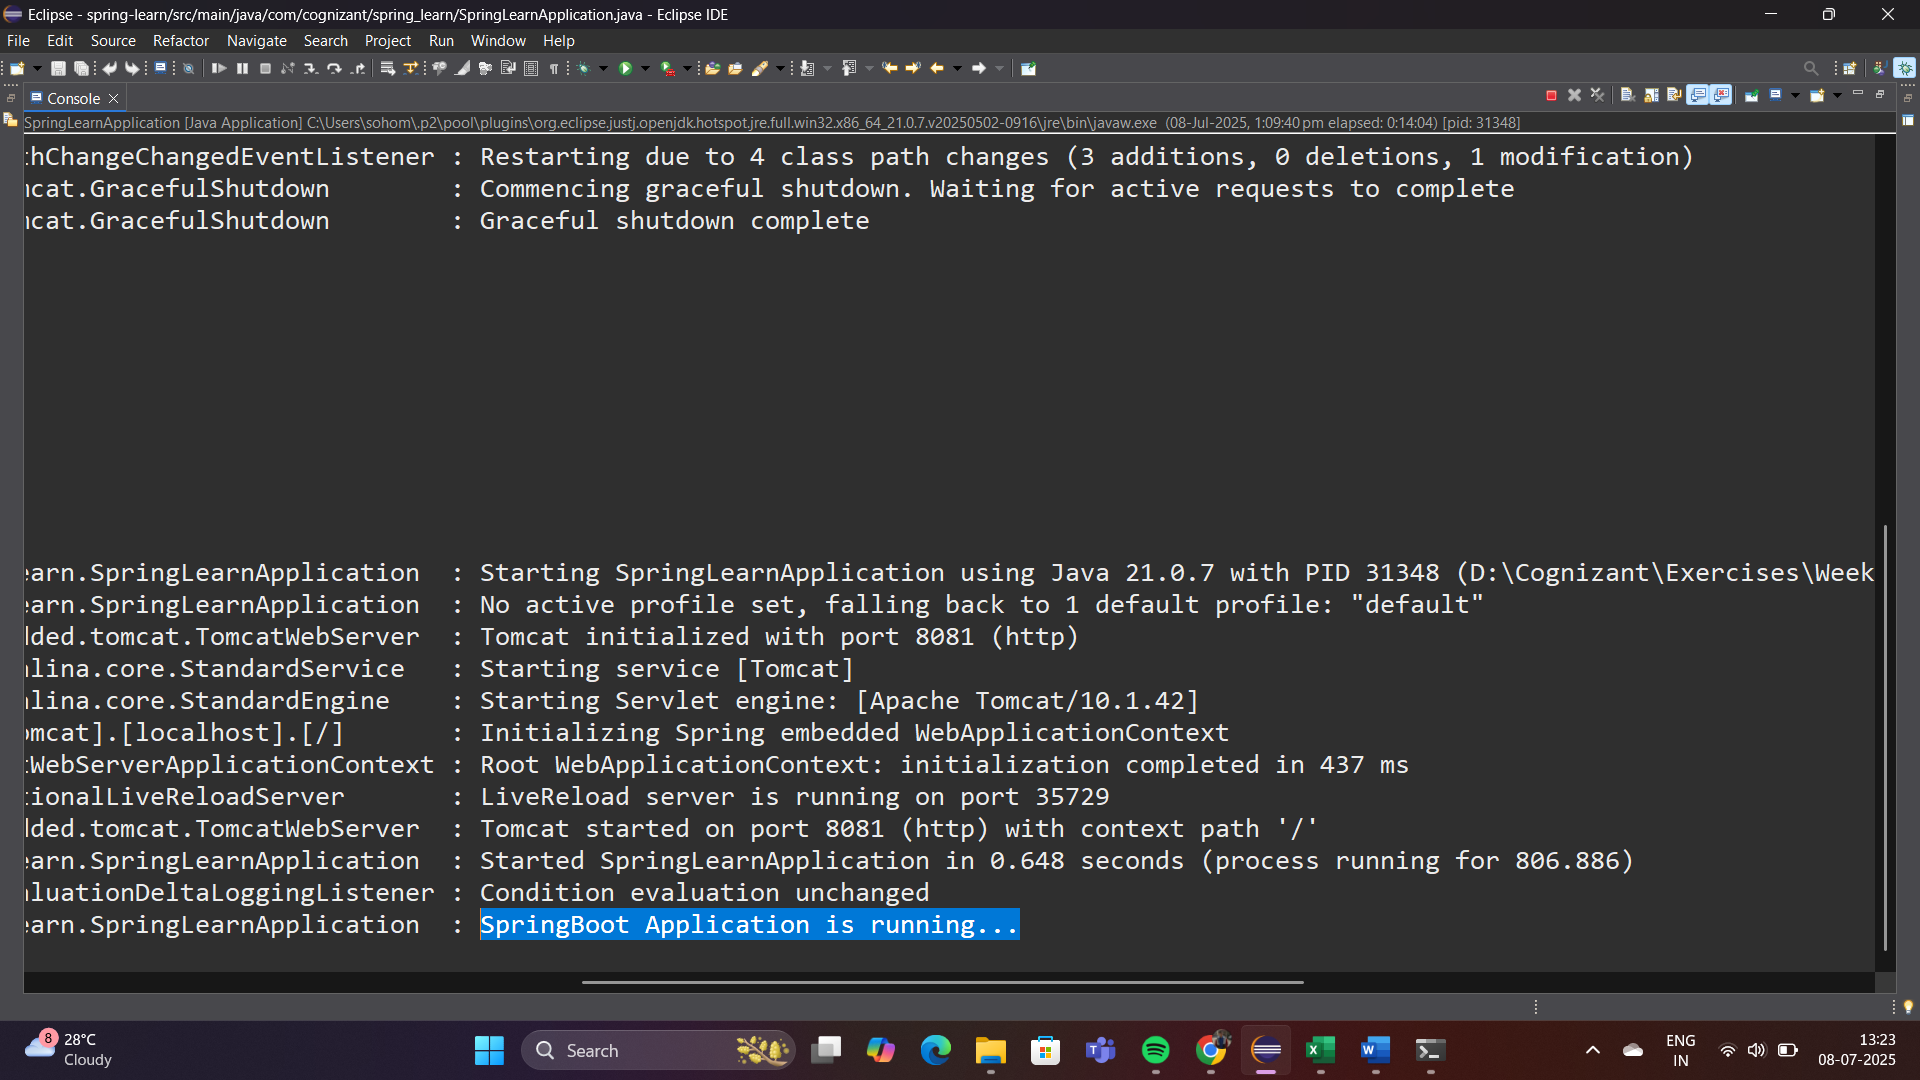 Eclipse - spring-learn/src/main/java/com/cognizant/spring_learn/SpringLearnApplication.java - Eclipse IDE
File Edit Source Refactor Navigate Search Project Run Window Help
Console
SpringLearnApplication [Java Application] C:\Users\sohom\.p2\pool\plugins\org.eclipse.justj.openjdk.hotspot.jre.full.win32.x86_64_21.0.7.v20250502-0916\jre\bin\javaw.exe (08-Jul-2025, 1:09:40 pm elapsed: 0:14:04) [pid: 31348]
hChangeChangedEventListener : Restarting due to 4 class path changes (3 additions, 0 deletions, 1 modification)
cat.GracefulShutdown : Commencing graceful shutdown. Waiting for active requests to complete
cat.GracefulShutdown : Graceful shutdown complete
arn.SpringLearnApplication : Starting SpringLearnApplication using Java 21.0.7 with PID 31348 (D:\Cognizant\Exercises\Week
arn.SpringLearnApplication : No active profile set, falling back to 1 default profile: "default"
ded.tomcat.TomcatWebServer : Tomcat initialized with port 8081 (http)
lina.core.StandardService : Starting service [Tomcat]
lina.core.StandardEngine : Starting Servlet engine: [Apache Tomcat/10.1.42]
mcat].[localhost].[/] : Initializing Spring embedded WebApplicationContext
WebServerApplicationContext : Root WebApplicationContext: initialization completed in 437 ms
ionalLiveReloadServer : LiveReload server is running on port 35729
ded.tomcat.TomcatWebServer : Tomcat started on port 8081 (http) with context path '/'
arn.SpringLearnApplication : Started SpringLearnApplication in 0.648 seconds (process running for 806.886)
luationDeltaLoggingListener : Condition evaluation unchanged
arn.SpringLearnApplication : SpringBoot Application is running...
8
28°C
Cloudy
Search
ENG
IN
13:23
08-07-2025